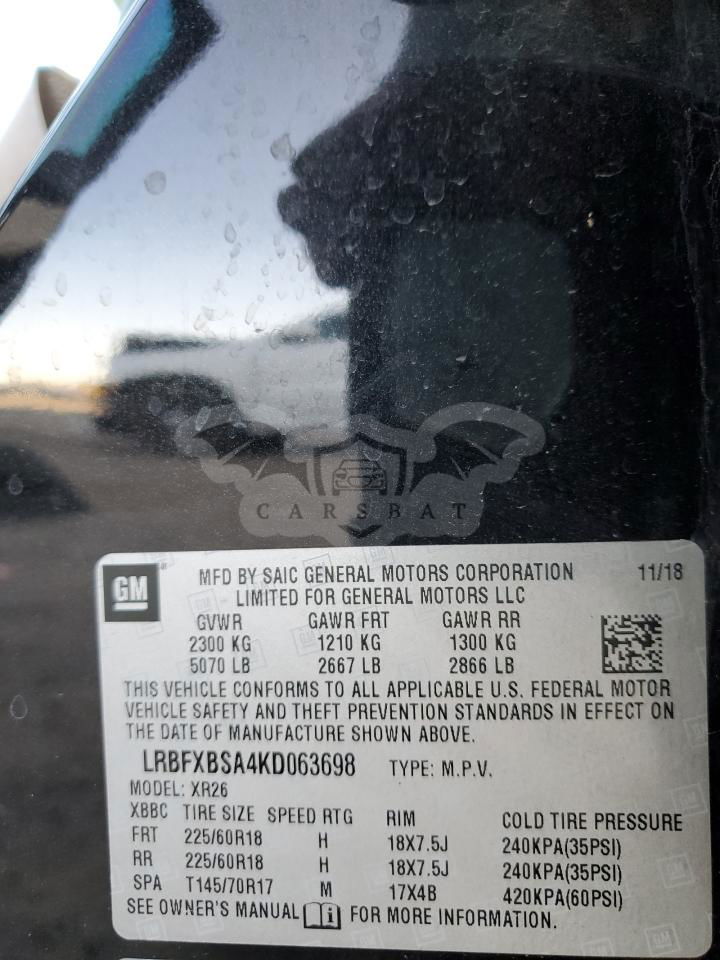 CARSBAT
GM
MFD BY SAIC GENERAL MOTORS CORPORATION 11/18
LIMITED FOR GENERAL MOTORS LLC
GVWR GAWR FRT GAWR RR
2300 KG 1210 KG 1300 KG
5070 LB 2667 LB 2866 LB
THIS VEHICLE CONFORMS TO ALL APPLICABLE U.S. FEDERAL MOTOR
VEHICLE SAFETY AND THEFT PREVENTION STANDARDS IN EFFECT ON
THE DATE OF MANUFACTURE SHOWN ABOVE.
LRBFXBSA4KD063698 TYPE: M.P.V.
MODEL: XR26
XBBC TIRE SIZE SPEED RTG RIM COLD TIRE PRESSURE
FRT 225/60R18 H 18X7.5J 240KPA(35PSI)
RR 225/60R18 H 18X7.5J 240KPA(35PSI)
SPA T145/70R17 M 17X4B 420KPA(60PSI)
SEE OWNER'S MANUAL i FOR MORE INFORMATION.